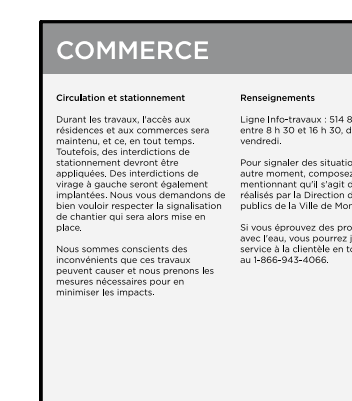 COMMERCE
Circulation et stationnement
Durant les travaux, l'accès aux
résidences et aux commerces sera
maintenu, et ce, en tout temps.
Toutefois, des interdictions de
stationnement devront être
appliquées. Des interdictions de
virage à gauche seront également
implantées. Nous vous demandons de
bien vouloir respecter la signalisation
de chantier qui sera alors mise en
place.
Nous sommes conscients des
inconvénients que ces travaux
peuvent causer et nous prenons les
mesures nécessaires pour en
minimiser les impacts.
Renseignements
Ligne Info-travaux : 514 8
entre 8 h 30 et 16 h 30, d
vendredi.
Pour signaler des situatio
autre moment, composez
mentionnant qu'il s'agit d
réalisés par la Direction d
publics de la Ville de Mon
Si vous éprouvez des pro
avec l'eau, vous pourrez j
service à la clientèle en to
au 1-866-943-4066.